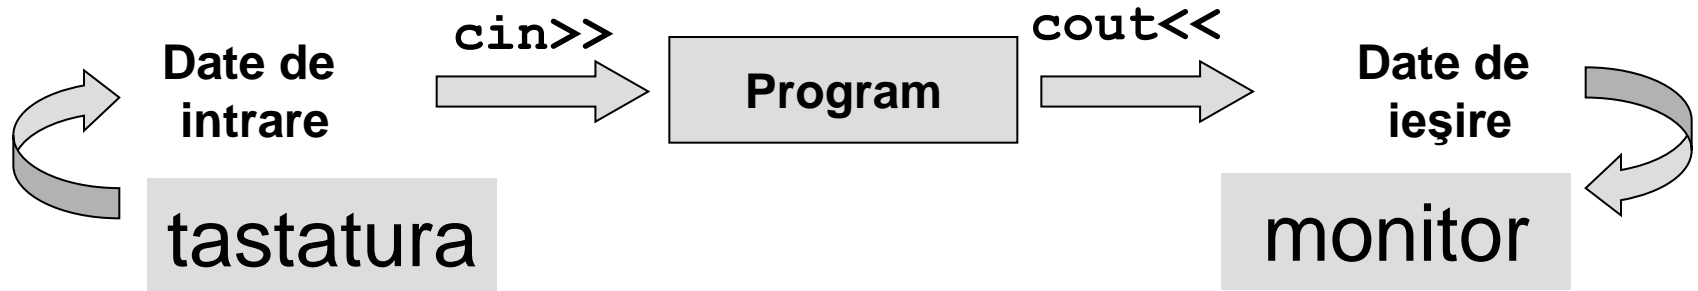 cin>>
cout<<
Date de
intrare
Program
Date de
ieşire
tastatura
monitor